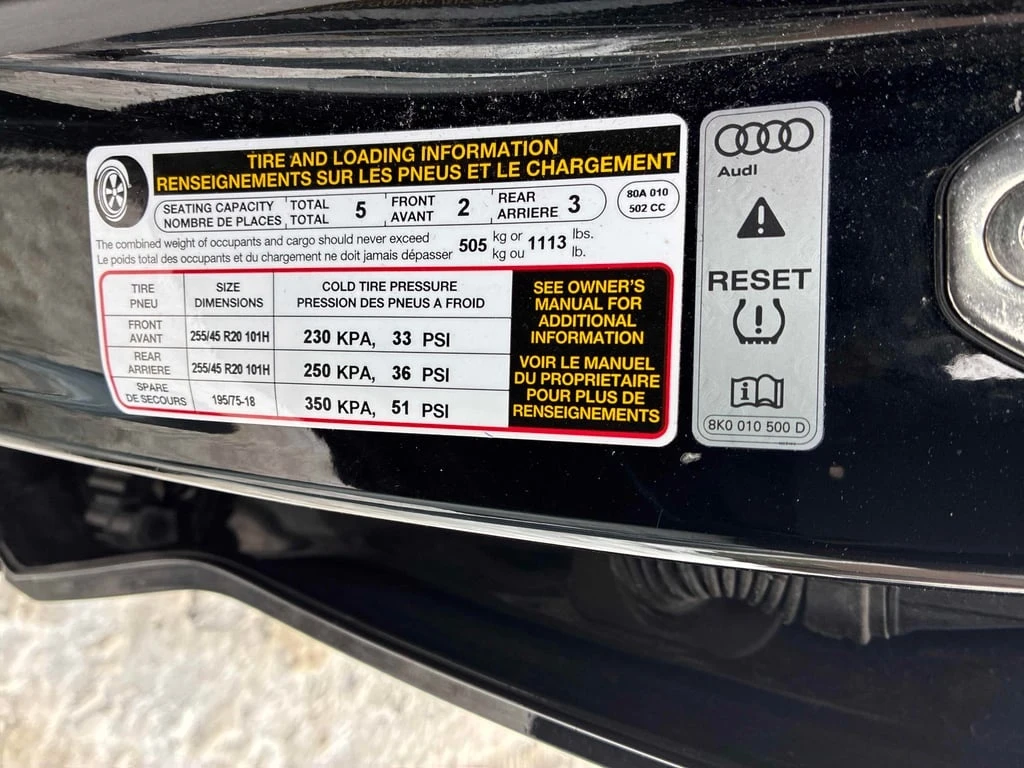 TIRE AND LOADING INFORMATION
RENSEIGNEMENTS SUR LES PNEUS ET LE CHARGEMENT
SEATING CAPACITY TOTAL 5 FRONT 2 REAR 3
NOMBRE DE PLACES TOTAL AVANT ARRIERE
80A 010
502 CC
The combined weight of occupants and cargo should never exceed 505 kg or 1113 lbs.
Le poids total des occupants et du chargement ne doit jamais dépasser kg ou lb.
TIRE SIZE COLD TIRE PRESSURE
PNEU DIMENSIONS PRESSION DES PNEUS A FROID
FRONT
AVANT 255/45 R20 101H 230 KPA, 33 PSI
REAR
ARRIERE 255/45 R20 101H 250 KPA, 36 PSI
SPARE
DE SECOURS 195/75-18 350 KPA, 51 PSI
SEE OWNER'S
MANUAL FOR
ADDITIONAL
INFORMATION
VOIR LE MANUEL
DU PROPRIETAIRE
POUR PLUS DE
RENSEIGNEMENTS
Audi
RESET
8K0 010 500 D